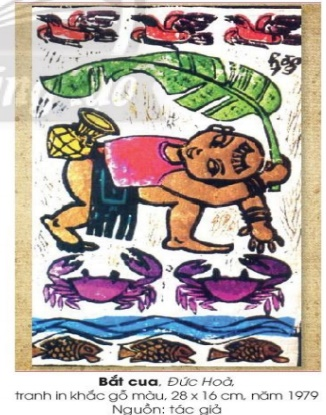 Bắt cua, Đức Hoà,
tranh in khắc gỗ màu, 28 x 16 cm, năm 1979
Nguồn: tác giả